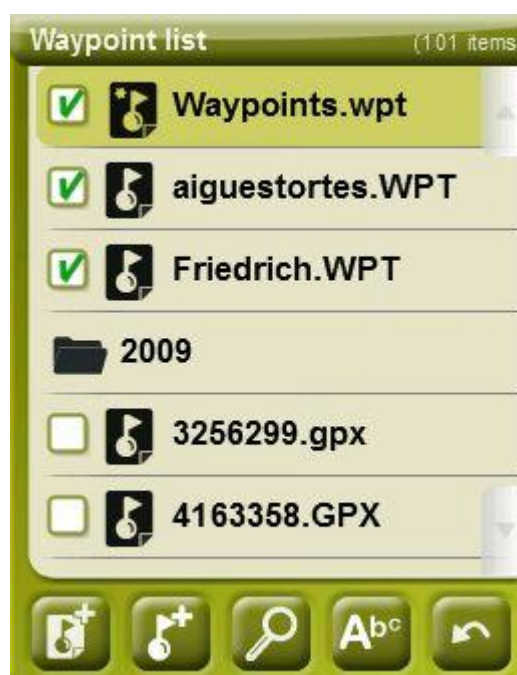 Waypoint list (101 items
Waypoints.wpt
aiguestortes.WPT
Friedrich.WPT
2009
3256299.gpx
4163358.GPX
Abc